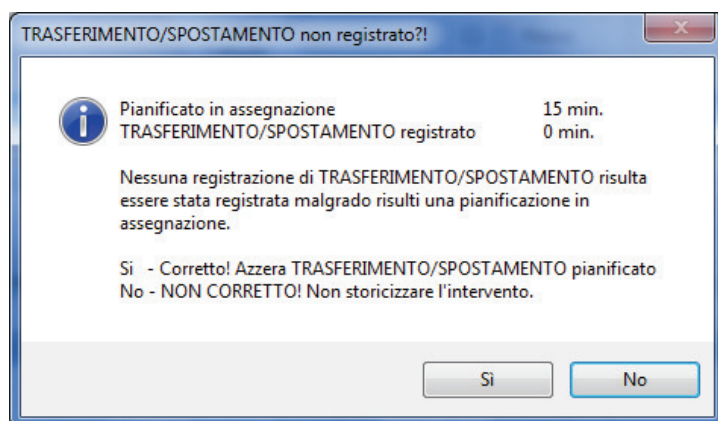 TRASFERIMENTO/SPOSTAMENTO non registrato?!
Pianificato in assegnazione 15 min.
TRASFERIMENTO/SPOSTAMENTO registrato 0 min.
Nessuna registrazione di TRASFERIMENTO/SPOSTAMENTO risulta
essere stata registrata malgrado risulti una pianificazione in
assegnazione.
Si - Corretto! Azzera TRASFERIMENTO/SPOSTAMENTO pianificato
No - NON CORRETTO! Non storicizzare l'intervento.
Sì No